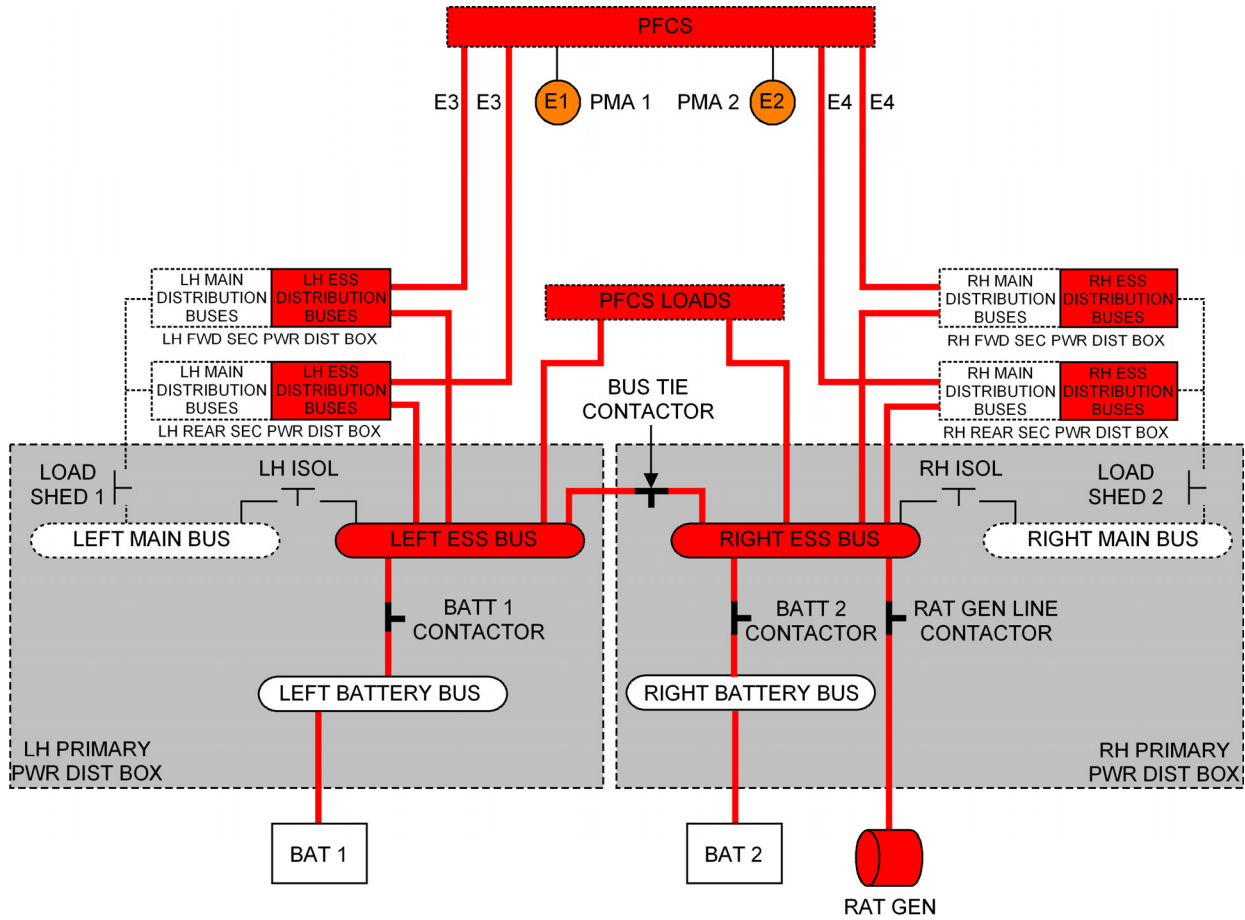 PFCS
E3
E3
E1
PMA 1
PMA 2
E2
E4
E4
LH MAIN
DISTRIBUTION
BUSES
LH ESS
DISTRIBUTION
BUSES
LH FWD SEC PWR DIST BOX
PFCS LOADS
RH MAIN
DISTRIBUTION
BUSES
RH ESS
DISTRIBUTION
BUSES
RH FWD SEC PWR DIST BOX
LH MAIN
DISTRIBUTION
BUSES
LH ESS
DISTRIBUTION
BUSES
LH REAR SEC PWR DIST BOX
BUS TIE
CONTACTOR
RH MAIN
DISTRIBUTION
BUSES
RH ESS
DISTRIBUTION
BUSES
RH REAR SEC PWR DIST BOX
LOAD
SHED 1
LH ISOL
RH ISOL
LOAD
SHED 2
LEFT MAIN BUS
LEFT ESS BUS
RIGHT ESS BUS
RIGHT MAIN BUS
BATT 1
CONTACTOR
BATT 2
CONTACTOR
RAT GEN LINE
CONTACTOR
LEFT BATTERY BUS
RIGHT BATTERY BUS
LH PRIMARY
PWR DIST BOX
RH PRIMARY
PWR DIST BOX
BAT 1
BAT 2
RAT GEN